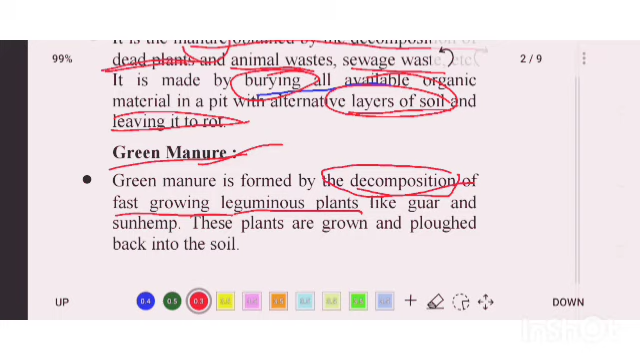 It is the manure obtained by the decomposition of
99%
dead plants and animal wastes, sewage waste, etc
2/9
It is made by burying all available organic
material in a pit with alternative layers of soil and
leaving it to rot.
Green Manure :
• Green manure is formed by the decomposition of
fast growing leguminous plants like guar and
sunhemp. These plants are grown and ploughed
back into the soil.
UP
0.4
0.5
0.3
DOWN
InShOt